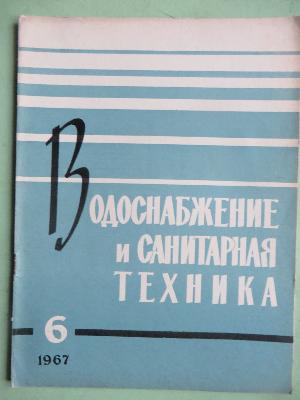 Водоснабжение
и санитарная
техника
6
1967